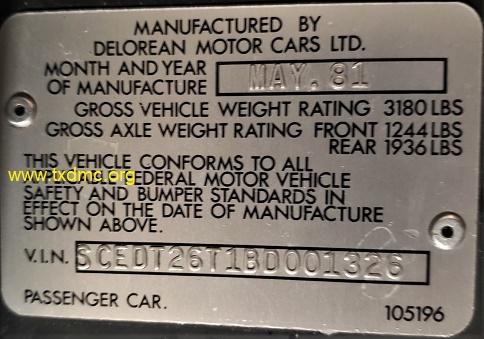 MANUFACTURED BY
DELOREAN MOTOR CARS LTD.
MONTH AND YEAR
OF MANUFACTURE MAY.81
GROSS VEHICLE WEIGHT RATING 3180 LBS
GROSS AXLE WEIGHT RATING FRONT 1244 LBS
REAR 1936 LBS
THIS VEHICLE CONFORMS TO ALL
www.txdmc.org FEDERAL MOTOR VEHICLE
SAFETY AND BUMPER STANDARDS IN
EFFECT ON THE DATE OF MANUFACTURE
SHOWN ABOVE.
V.I.N. SCEDT26T1BD001326
PASSENGER CAR.
105196